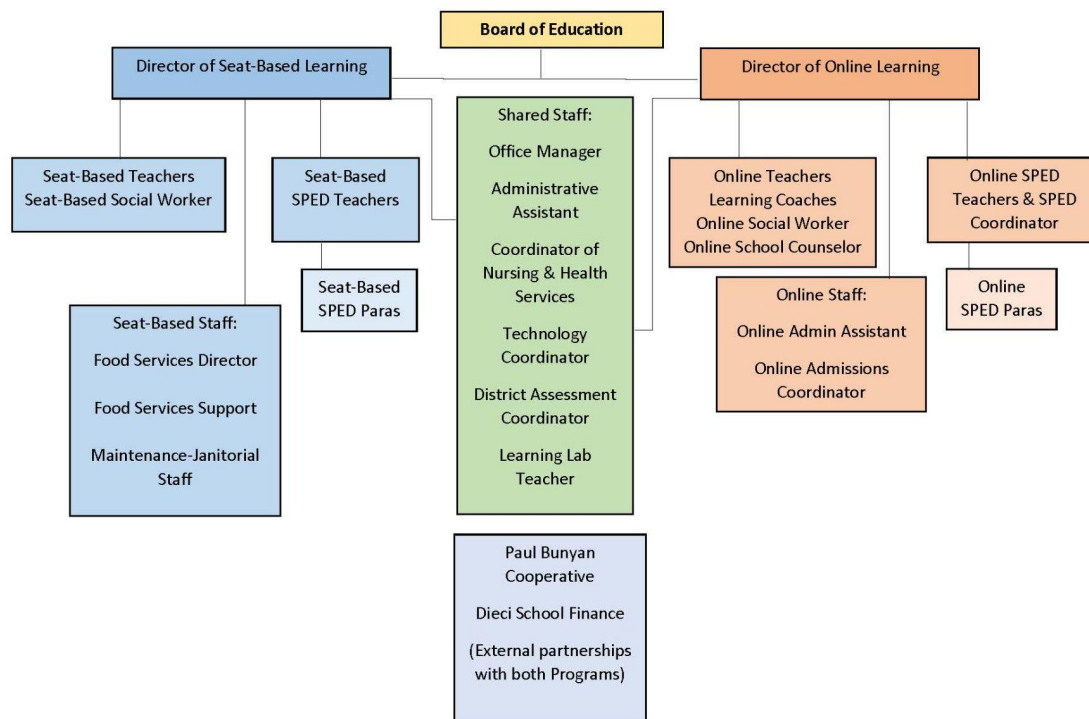 Board of Education
Director of Seat-Based Learning
Director of Online Learning
Seat-Based Teachers
Seat-Based Social Worker
Seat-Based
SPED Teachers
Seat-Based
SPED Paras
Seat-Based Staff:
Food Services Director
Food Services Support
Maintenance-Janitorial
Staff
Shared Staff:
Office Manager
Administrative
Assistant
Coordinator of
Nursing & Health
Services
Technology
Coordinator
District Assessment
Coordinator
Learning Lab
Teacher
Online Teachers
Learning Coaches
Online Social Worker
Online School Counselor
Online SPED
Teachers & SPED
Coordinator
Online
SPED Paras
Online Staff:
Online Admin Assistant
Online Admissions
Coordinator
Paul Bunyan
Cooperative
Dieci School Finance
(External partnerships
with both Programs)